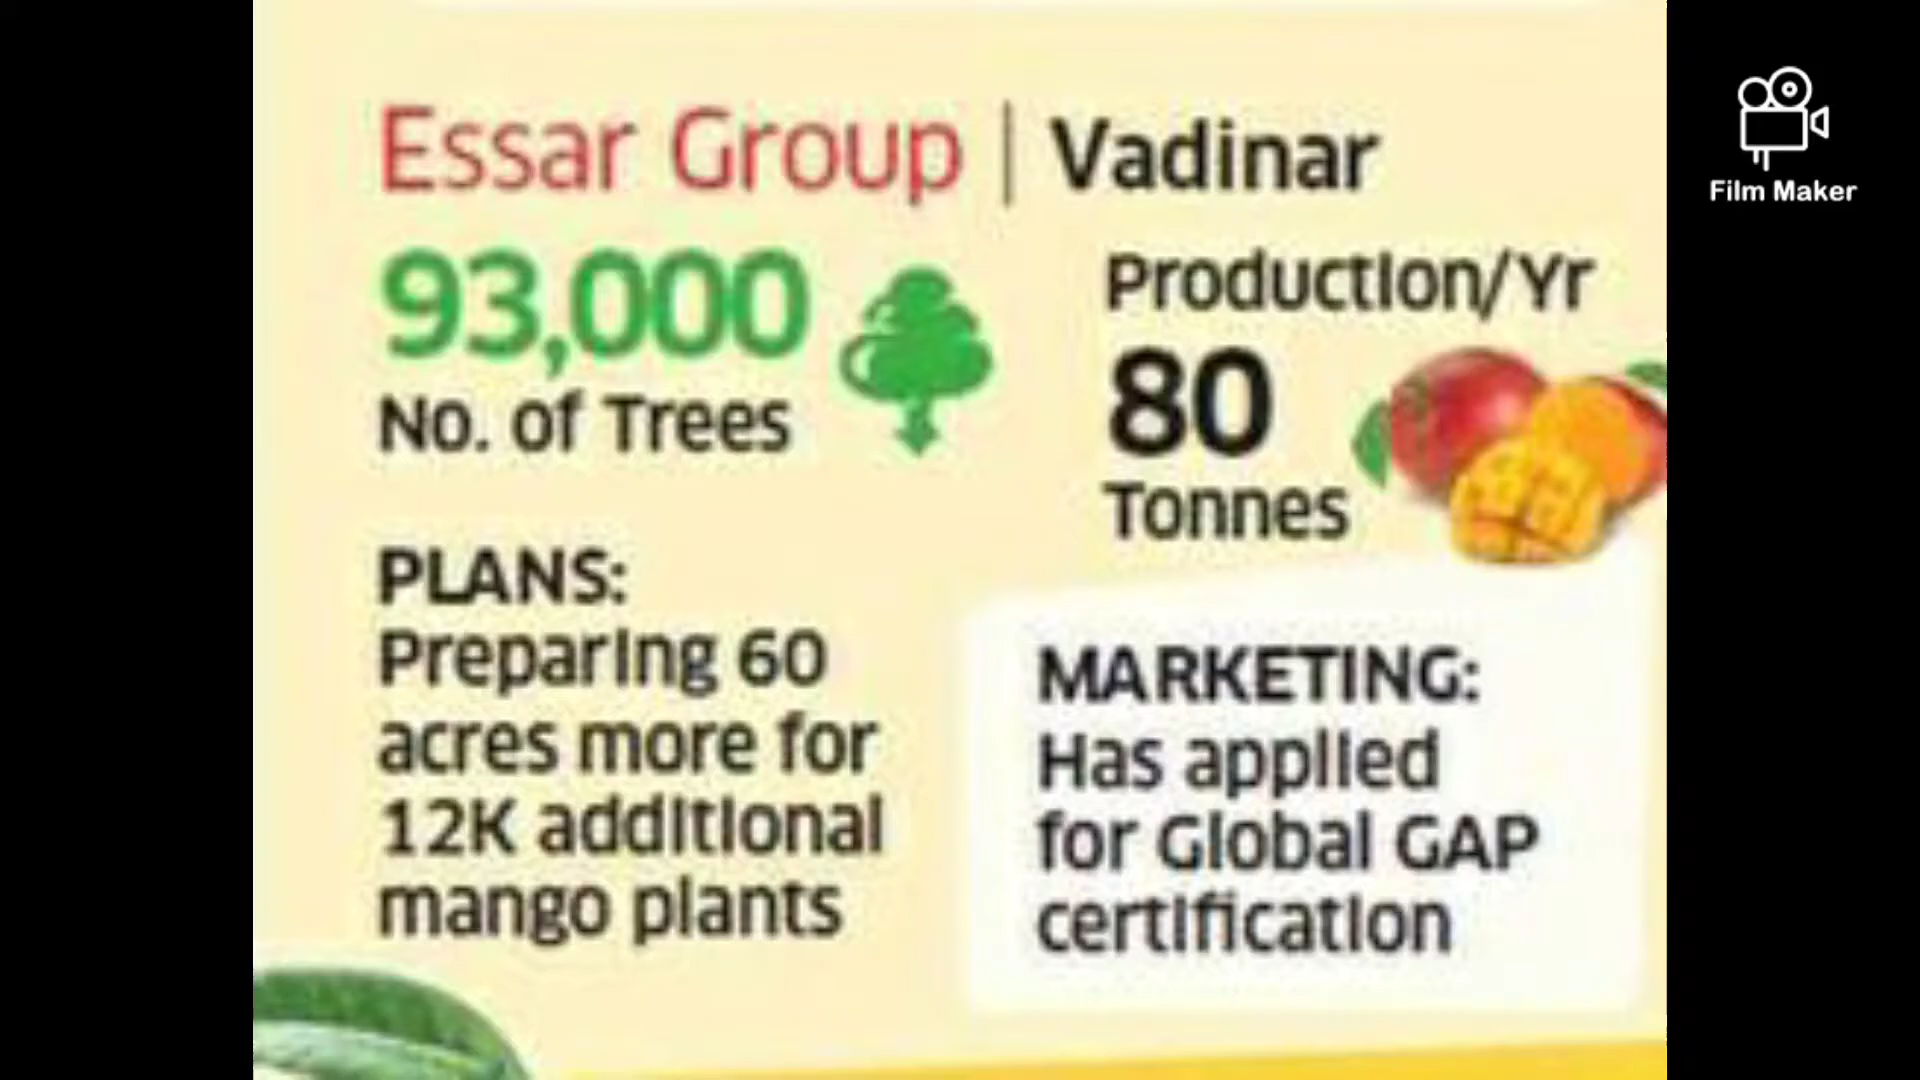 Essar Group | Vadinar
93,000
No. of Trees
Production/Yr
80
Tonnes
PLANS:
Preparing 60
acres more for
12K additional
mango plants
MARKETING:
Has applied
for Global GAP
certification
Film Maker